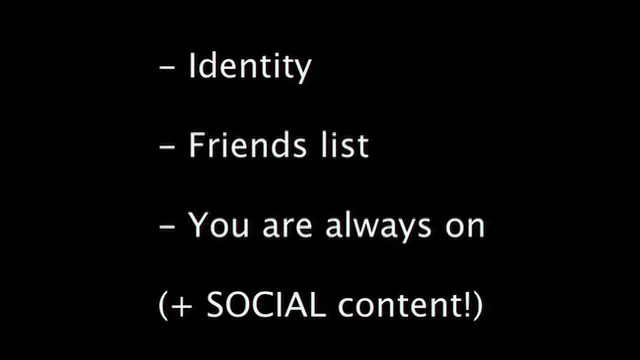 - Identity
- Friends list
- You are always on
(+ SOCIAL content!)